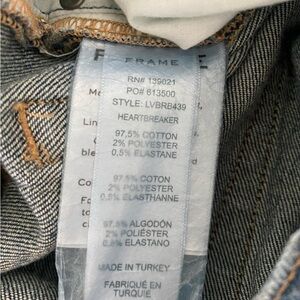 FRAME
RN# 139021
PO# 613500
STYLE: LVBRB439
HEARTBREAKER
97.5% COTTON
2% POLYESTER
0.5% ELASTANE
97.5% COTON
2% POLYESTER
0.5% ÉLASTHANNE
97.5% ALGODÓN
2% POLIÉSTER
0.5% ELASTANO
MADE IN TURKEY
FABRIQUÉ EN
TURQUIE